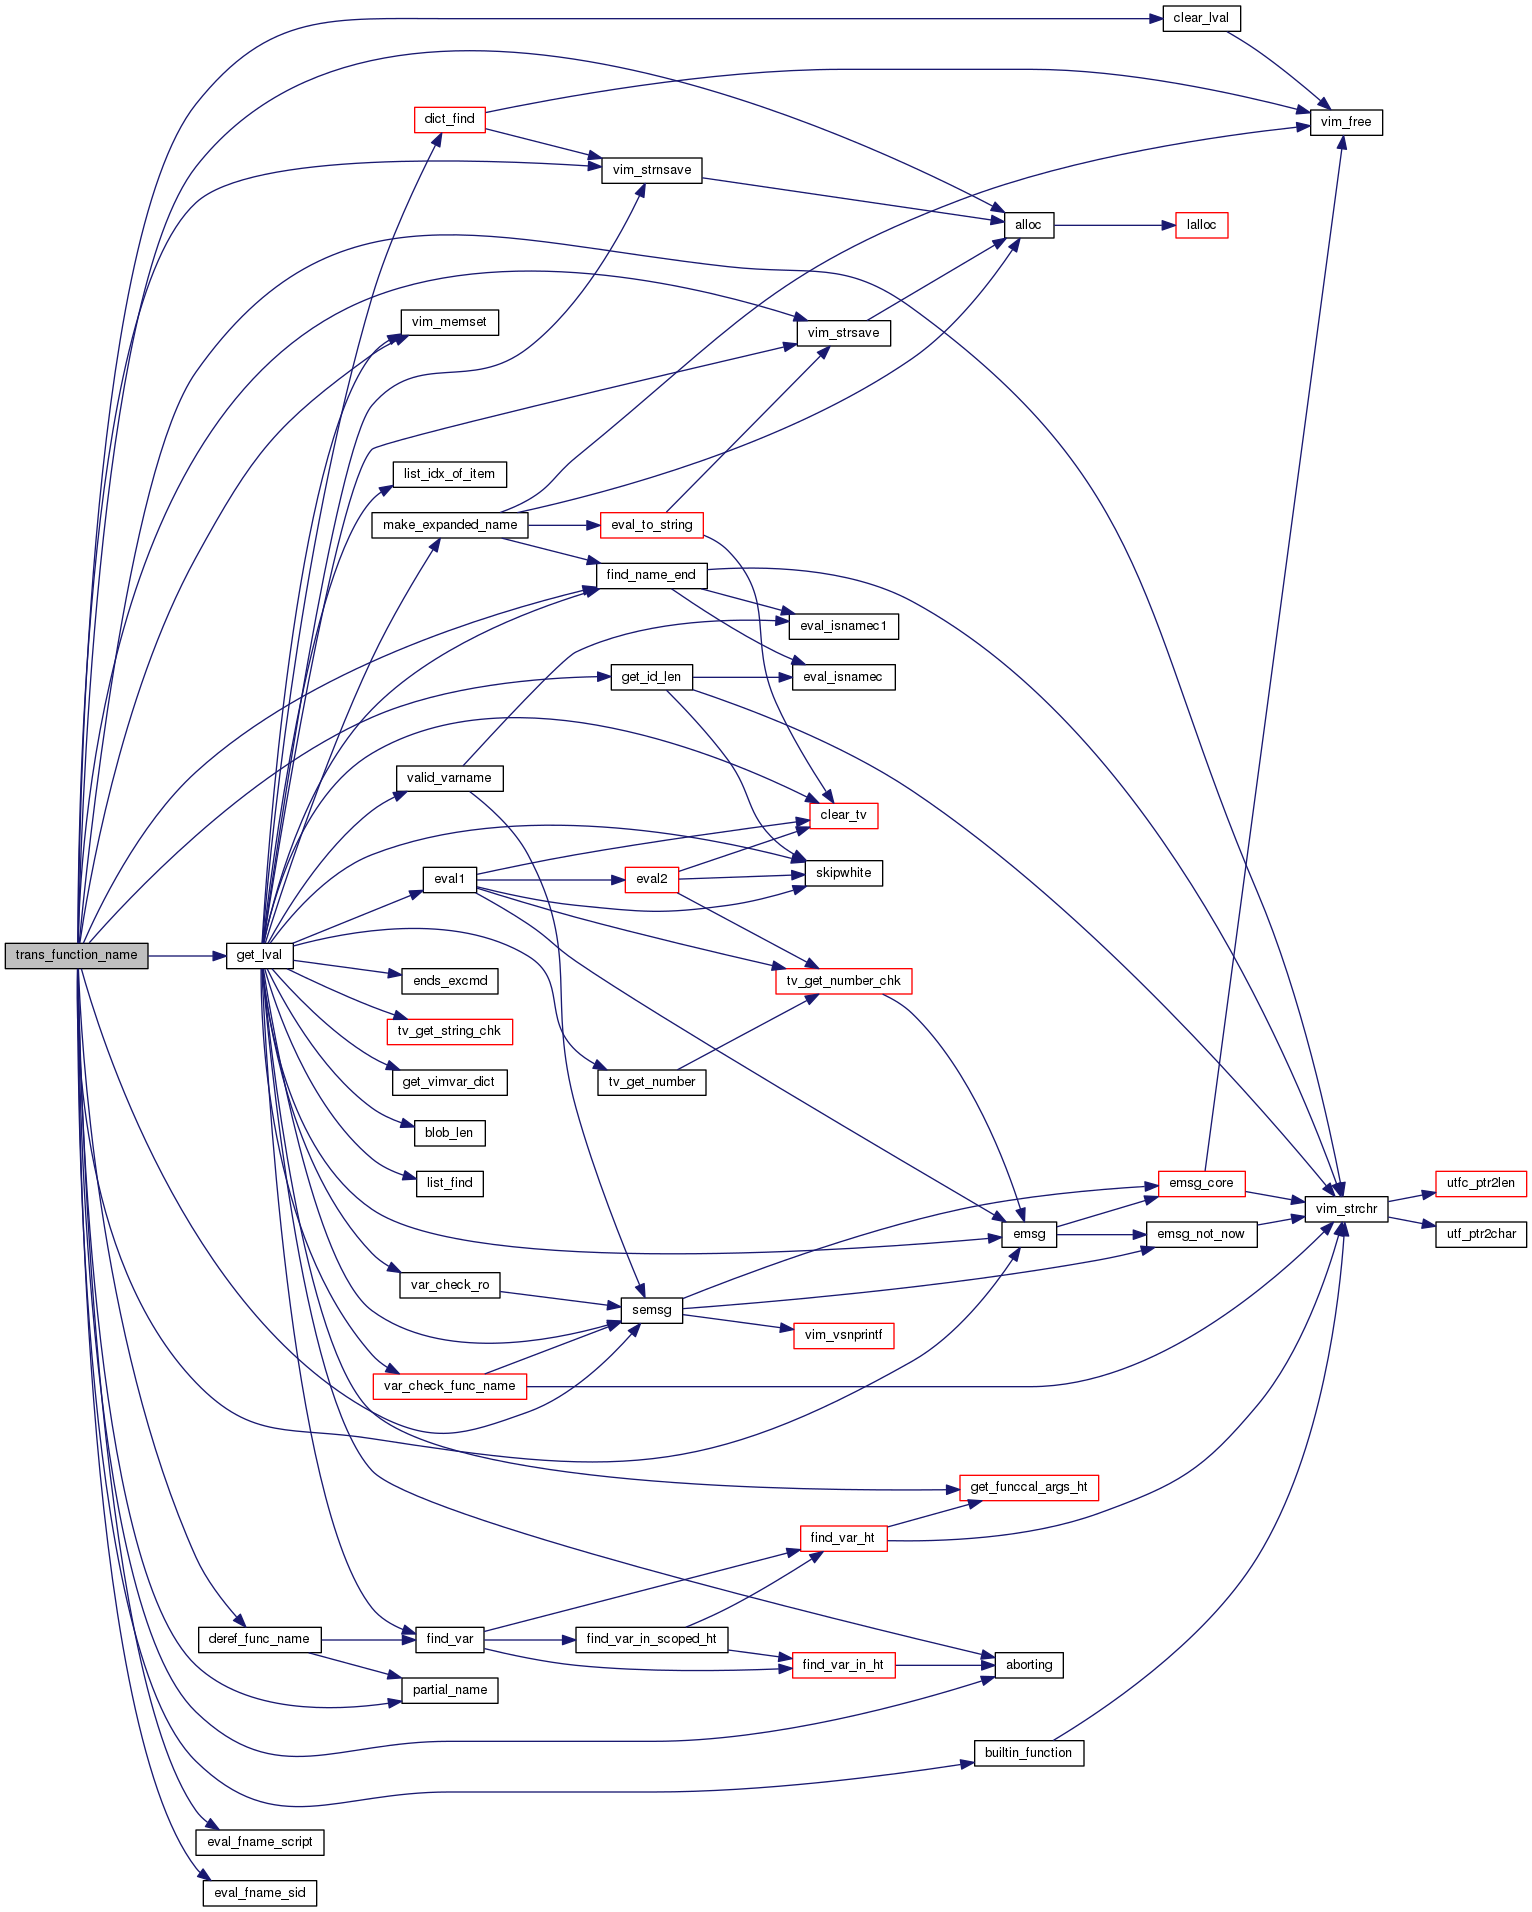 clear_lval
dict_find
vim_free
vim_strnsave
alloc
lalloc
vim_memset
vim_strsave
list_idx_of_item
make_expanded_name
eval_to_string
find_name_end
eval_isnamec1
get_id_len
eval_isnamec
valid_varname
clear_tv
eval1
eval2
skipwhite
trans_function_name
get_lval
ends_excmd
tv_get_number_chk
tv_get_string_chk
get_vimvar_dict
tv_get_number
blob_len
list_find
emsg_core
utfc_ptr2len
vim_strchr
emsg
emsg_not_now
utf_ptr2char
var_check_ro
semsg
vim_vsnprintf
var_check_func_name
get_funccal_args_ht
find_var_ht
deref_func_name
find_var
find_var_in_scoped_ht
find_var_in_ht
aborting
partial_name
builtin_function
eval_fname_script
eval_fname_sid